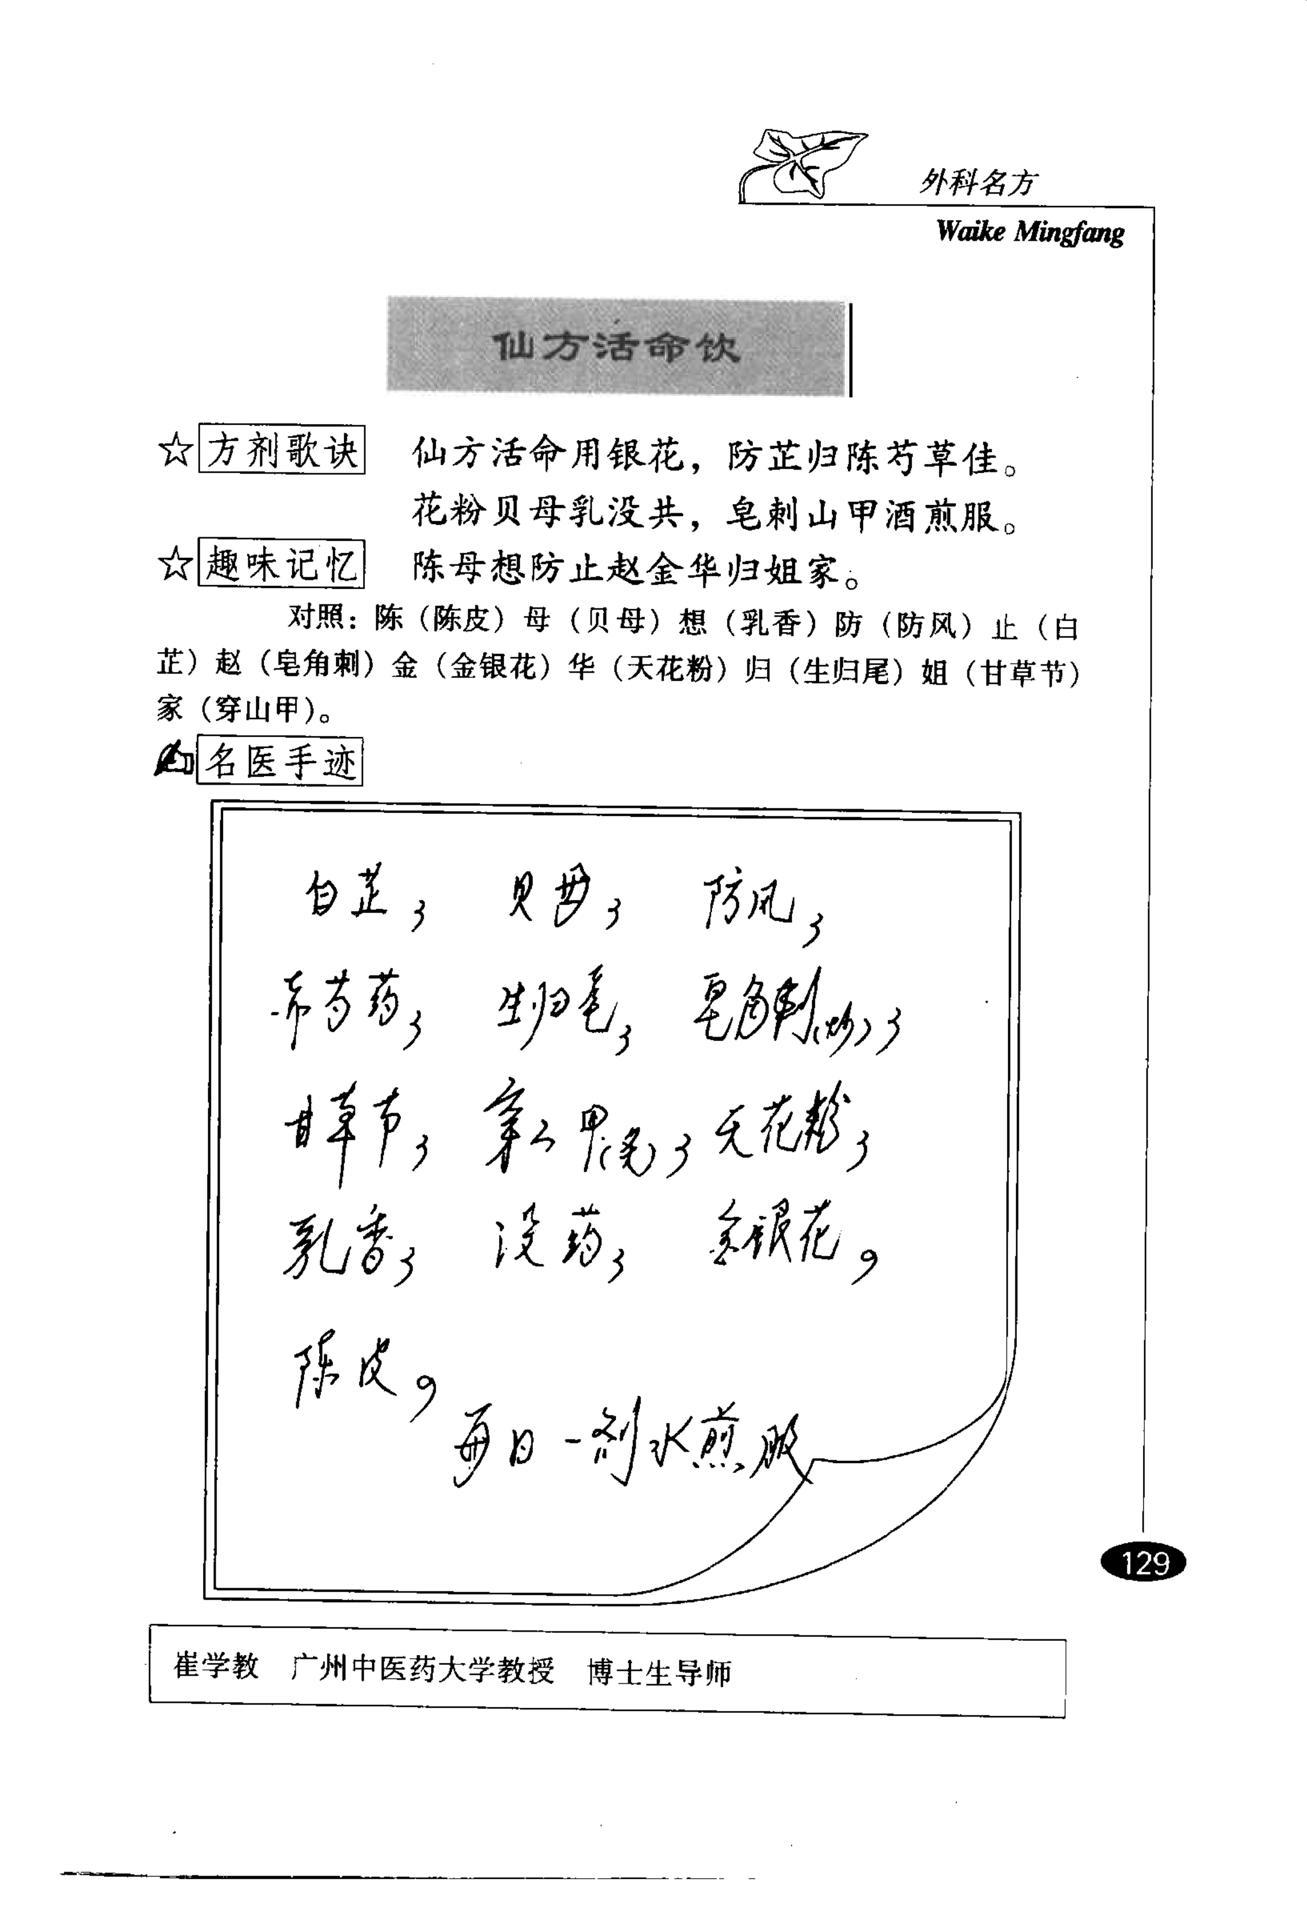 外科名方
Waike Mingfang
仙方活命饮
☆方剂歌诀 仙方活命用银花，防芷归陈芍草佳。
花粉贝母乳没共，皂刺山甲酒煎服。
☆趣味记忆 陈母想防止赵金华归姐家。
对照：陈（陈皮）母（贝母）想（乳香）防（防风）止（白
芷）赵（皂角刺）金（金银花）华（天花粉）归（生归尾）姐（甘草节）
家（穿山甲）。
名医手迹
白芷3 贝母3 防风3
赤芍药3 生归尾3 皂角刺(炒)3
甘草节3 穿山甲()3 天花粉3
乳香3 没药3 金银花9
陈皮9
每日一剂水煎服
129
崔学教 广州中医药大学教授 博士生导师